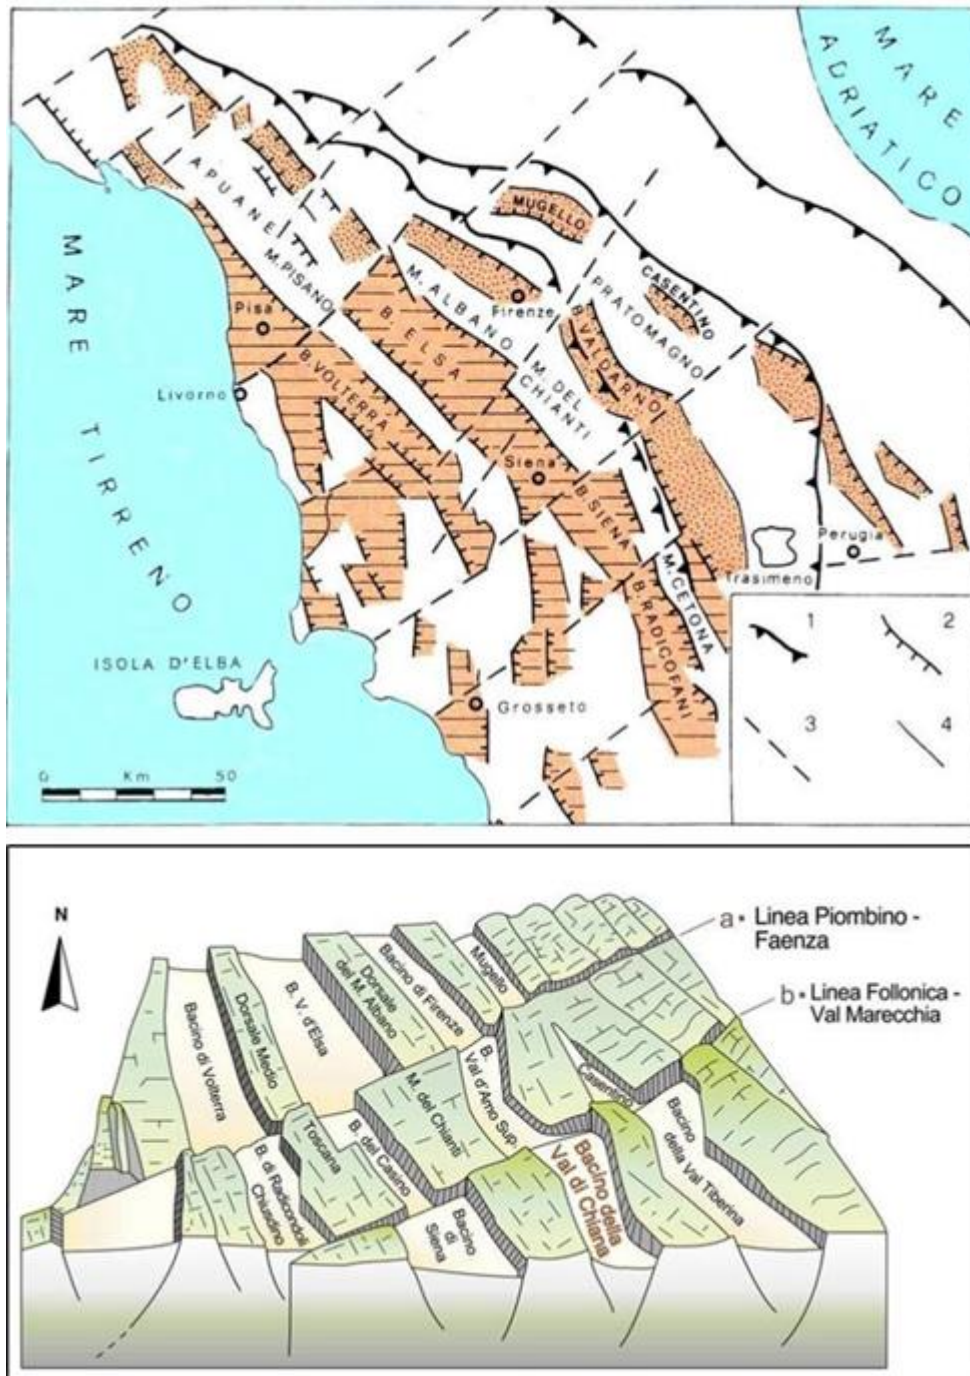 MARE
ADRIATICO
MARE TIRRENO
APUANE
M. PISANO
MUGELLO
M. ALBANO
Firenze
CASENTINO
PRATOMAGNO
B. VALDARNO
Pisa
B. ELSA
B. VOLTERRA
Livorno
M. DEL
CHIANTI
Siena
B. SIENA
Perugia
Trasimeno
M. CETONA
B. RADICOFANI
ISOLA D'ELBA
Grosseto
0 Km 50
1 2
3 4
N
a • Linea Piombino -
Faenza
b • Linea Follonica -
Val Marecchia
Bacino di Volterra
Dorsale Medio
B. V. d'Elsa
Dorsale
del M. Albano
Bacino di Firenze
Mugello
B. di Radicondoli
Chiusdino
Toscana
B. del Casino
M. del Chianti
B.
Val d'Arno Sup.
Casentino
Bacino
di
Siena
Bacino della
Val di Chiana
Bacino
della Val Tiberina